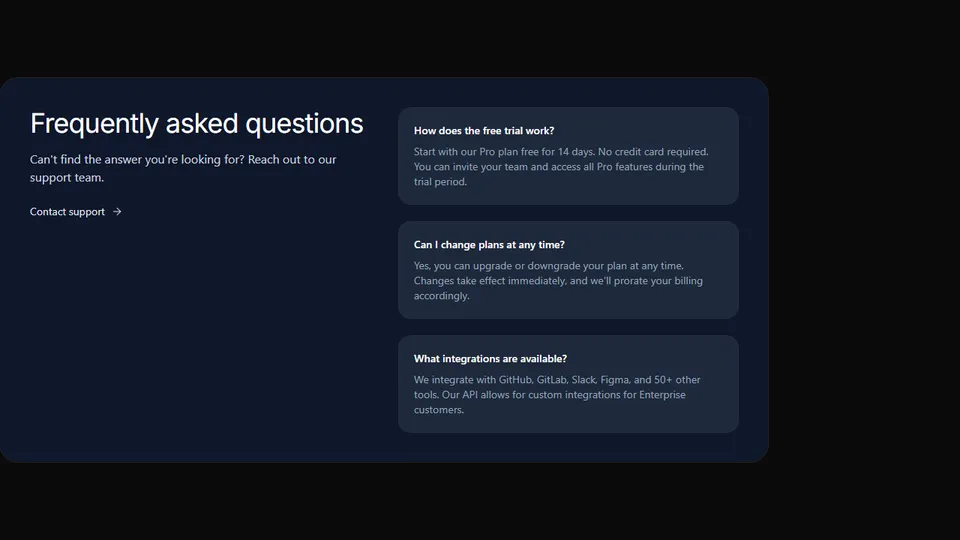 Frequently asked questions
Can't find the answer you're looking for? Reach out to our
support team.
Contact support →
How does the free trial work?
Start with our Pro plan free for 14 days. No credit card required.
You can invite your team and access all Pro features during the
trial period.
Can I change plans at any time?
Yes, you can upgrade or downgrade your plan at any time.
Changes take effect immediately, and we'll prorate your billing
accordingly.
What integrations are available?
We integrate with GitHub, GitLab, Slack, Figma, and 50+ other
tools. Our API allows for custom integrations for Enterprise
customers.